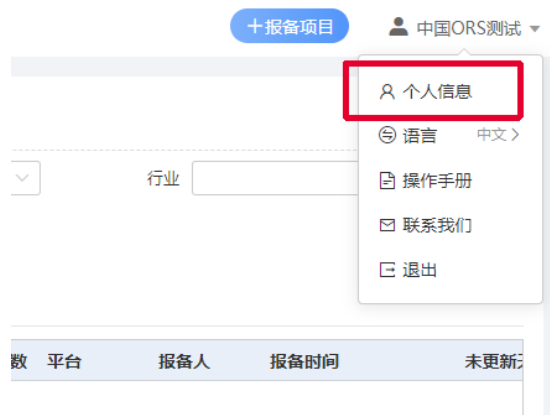 +报备项目
中国ORS测试
个人信息
语言 中文
行业
操作手册
联系我们
退出
数 平台 报备人 报备时间 未更新